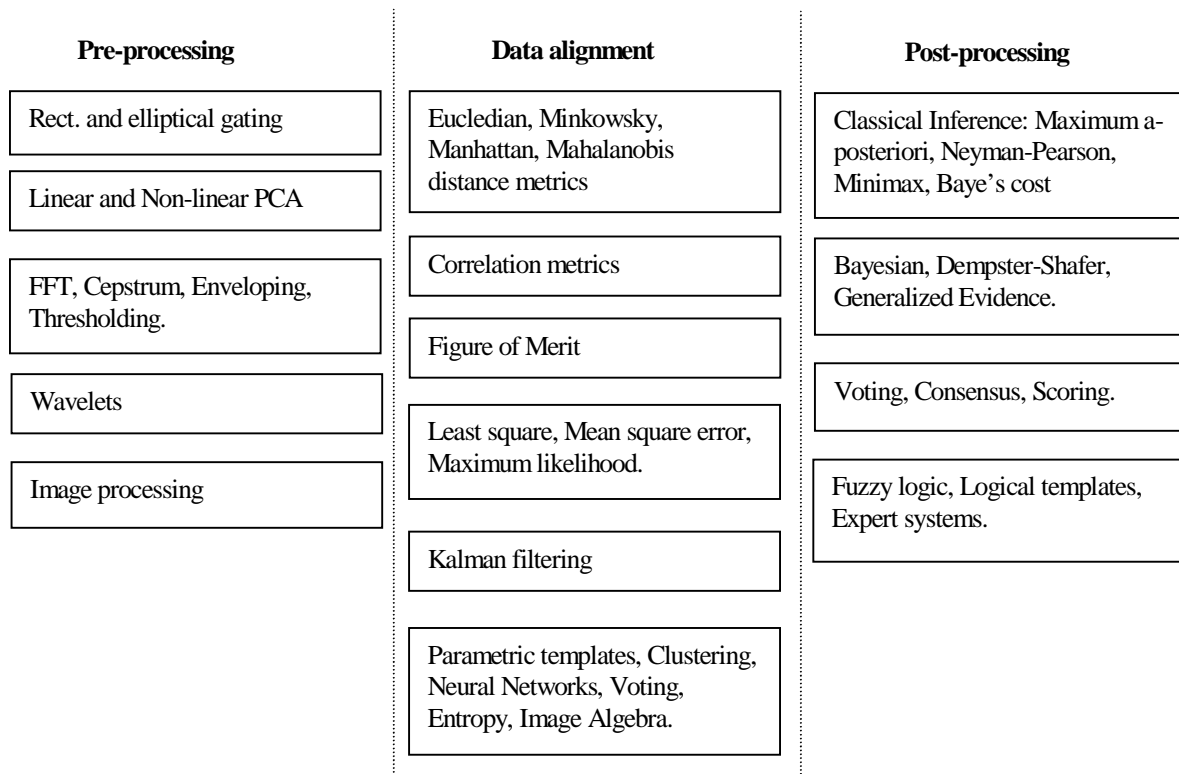 Pre-processing
Rect. and elliptical gating
Linear and Non-linear PCA
FFT, Cepstrum, Enveloping,
Thresholding.
Wavelets
Image processing
Data alignment
Eucledian, Minkowsky,
Manhattan, Mahalanobis
distance metrics
Correlation metrics
Figure of Merit
Least square, Mean square error,
Maximum likelihood.
Kalman filtering
Parametric templates, Clustering,
Neural Networks, Voting,
Entropy, Image Algebra.
Post-processing
Classical Inference: Maximum a-
posteriori, Neyman-Pearson,
Minimax, Baye’s cost
Bayesian, Dempster-Shafer,
Generalized Evidence.
Voting, Consensus, Scoring.
Fuzzy logic, Logical templates,
Expert systems.